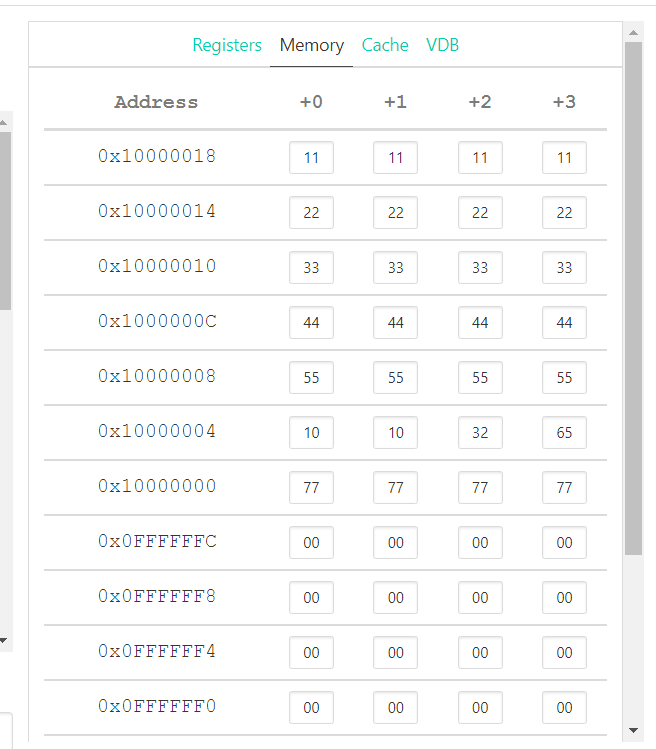 Registers Memory Cache VDB
Address +0 +1 +2 +3
0x10000018 11 11 11 11
0x10000014 22 22 22 22
0x10000010 33 33 33 33
0x1000000C 44 44 44 44
0x10000008 55 55 55 55
0x10000004 10 10 32 65
0x10000000 77 77 77 77
0x0FFFFFFC 00 00 00 00
0x0FFFFFF8 00 00 00 00
0x0FFFFFF4 00 00 00 00
0x0FFFFFF0 00 00 00 00